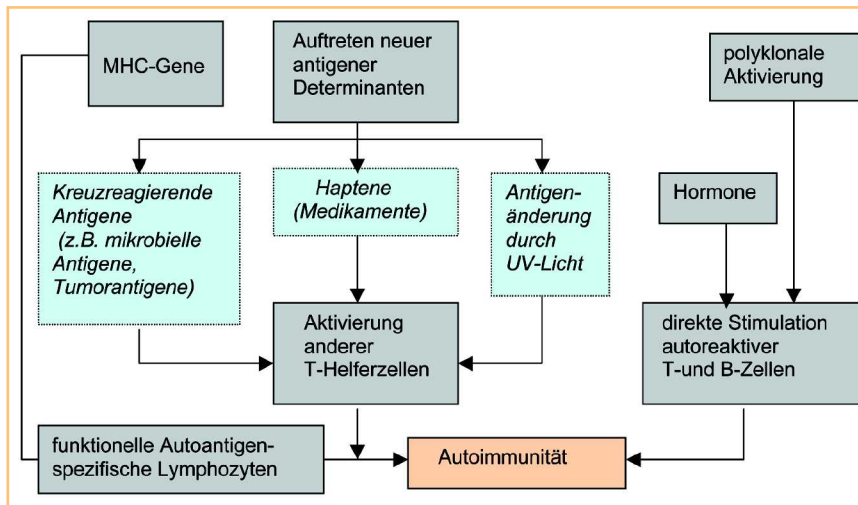 MHC-Gene
Auftreten neuer
antigener
Determinanten
polyklonale
Aktivierung
Kreuzreagierende
Antigene
(z.B. mikrobielle
Antigene,
Tumorantigene)
Haptene
(Medikamente)
Antigen-
änderung
durch
UV-Licht
Hormone
Aktivierung
anderer
T-Helferzellen
direkte Stimulation
autoreaktiver
T-und B-Zellen
funktionelle Autoantigen-
spezifische Lymphozyten
Autoimmunität